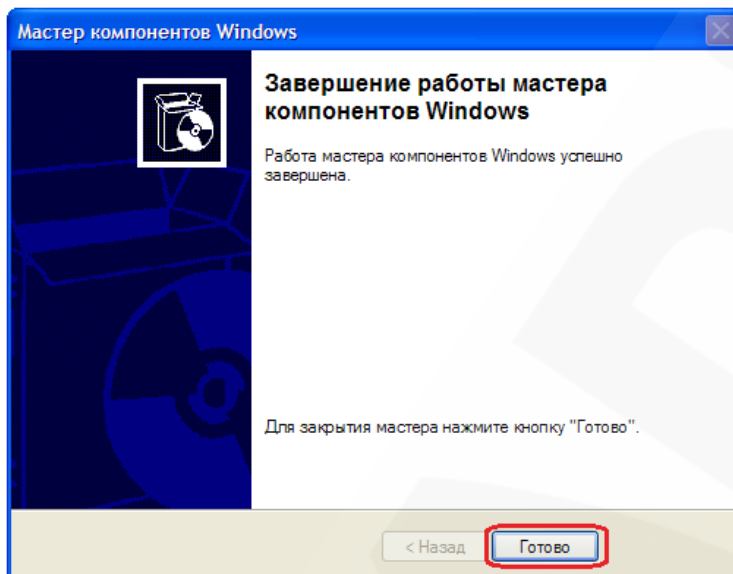 Мастер компонентов Windows
Завершение работы мастера
компонентов Windows
Работа мастера компонентов Windows успешно
завершена.
Для закрытия мастера нажмите кнопку "Готово".
< Назад
Готово